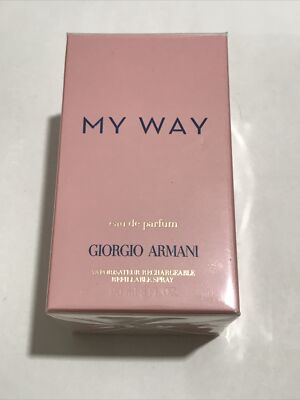 MY WAY
eau de parfum
GIORGIO ARMANI
VAPORISATEUR RECHARGEABLE
REFILLABLE SPRAY